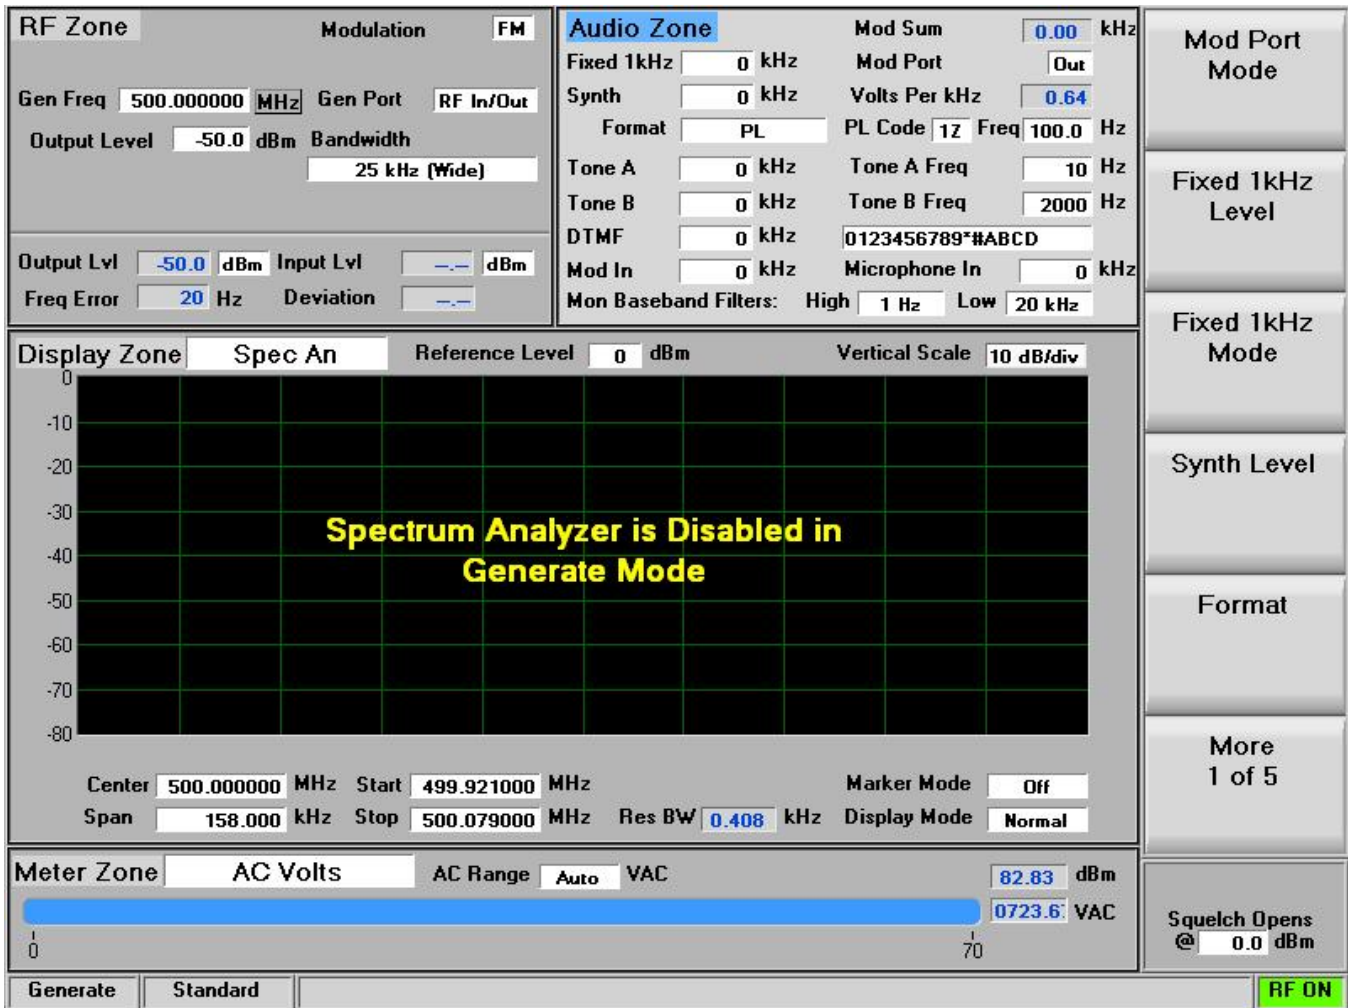 RF Zone
Modulation FM
Gen Freq 500.000000 MHz Gen Port RF In/Out
Output Level -50.0 dBm Bandwidth
25 kHz (Wide)
Output Lvl -50.0 dBm Input Lvl --.-- dBm
Freq Error 20 Hz Deviation --.--
Audio Zone Mod Sum 0.00 kHz
Fixed 1kHz 0 kHz Mod Port Out
Synth 0 kHz Volts Per kHz 0.64
Format PL PL Code 1Z Freq 100.0 Hz
Tone A 0 kHz Tone A Freq 10 Hz
Tone B 0 kHz Tone B Freq 2000 Hz
DTMF 0 kHz 0123456789*#ABCD
Mod In 0 kHz Microphone In 0 kHz
Mon Baseband Filters: High 1 Hz Low 20 kHz
Display Zone Spec An Reference Level 0 dBm Vertical Scale 10 dB/div
0
-10
-20
-30
-40
-50
-60
-70
-80
Spectrum Analyzer is Disabled in
Generate Mode
Center 500.000000 MHz Start 499.921000 MHz Marker Mode Off
Span 158.000 kHz Stop 500.079000 MHz Res BW 0.408 kHz Display Mode Normal
Meter Zone AC Volts AC Range Auto VAC 82.83 dBm
VAC
0 70
Generate Standard RF ON
Mod Port
Mode
Fixed 1kHz
Level
Fixed 1kHz
Mode
Synth Level
Format
More
1 of 5
Squelch Opens
@ 0.0 dBm